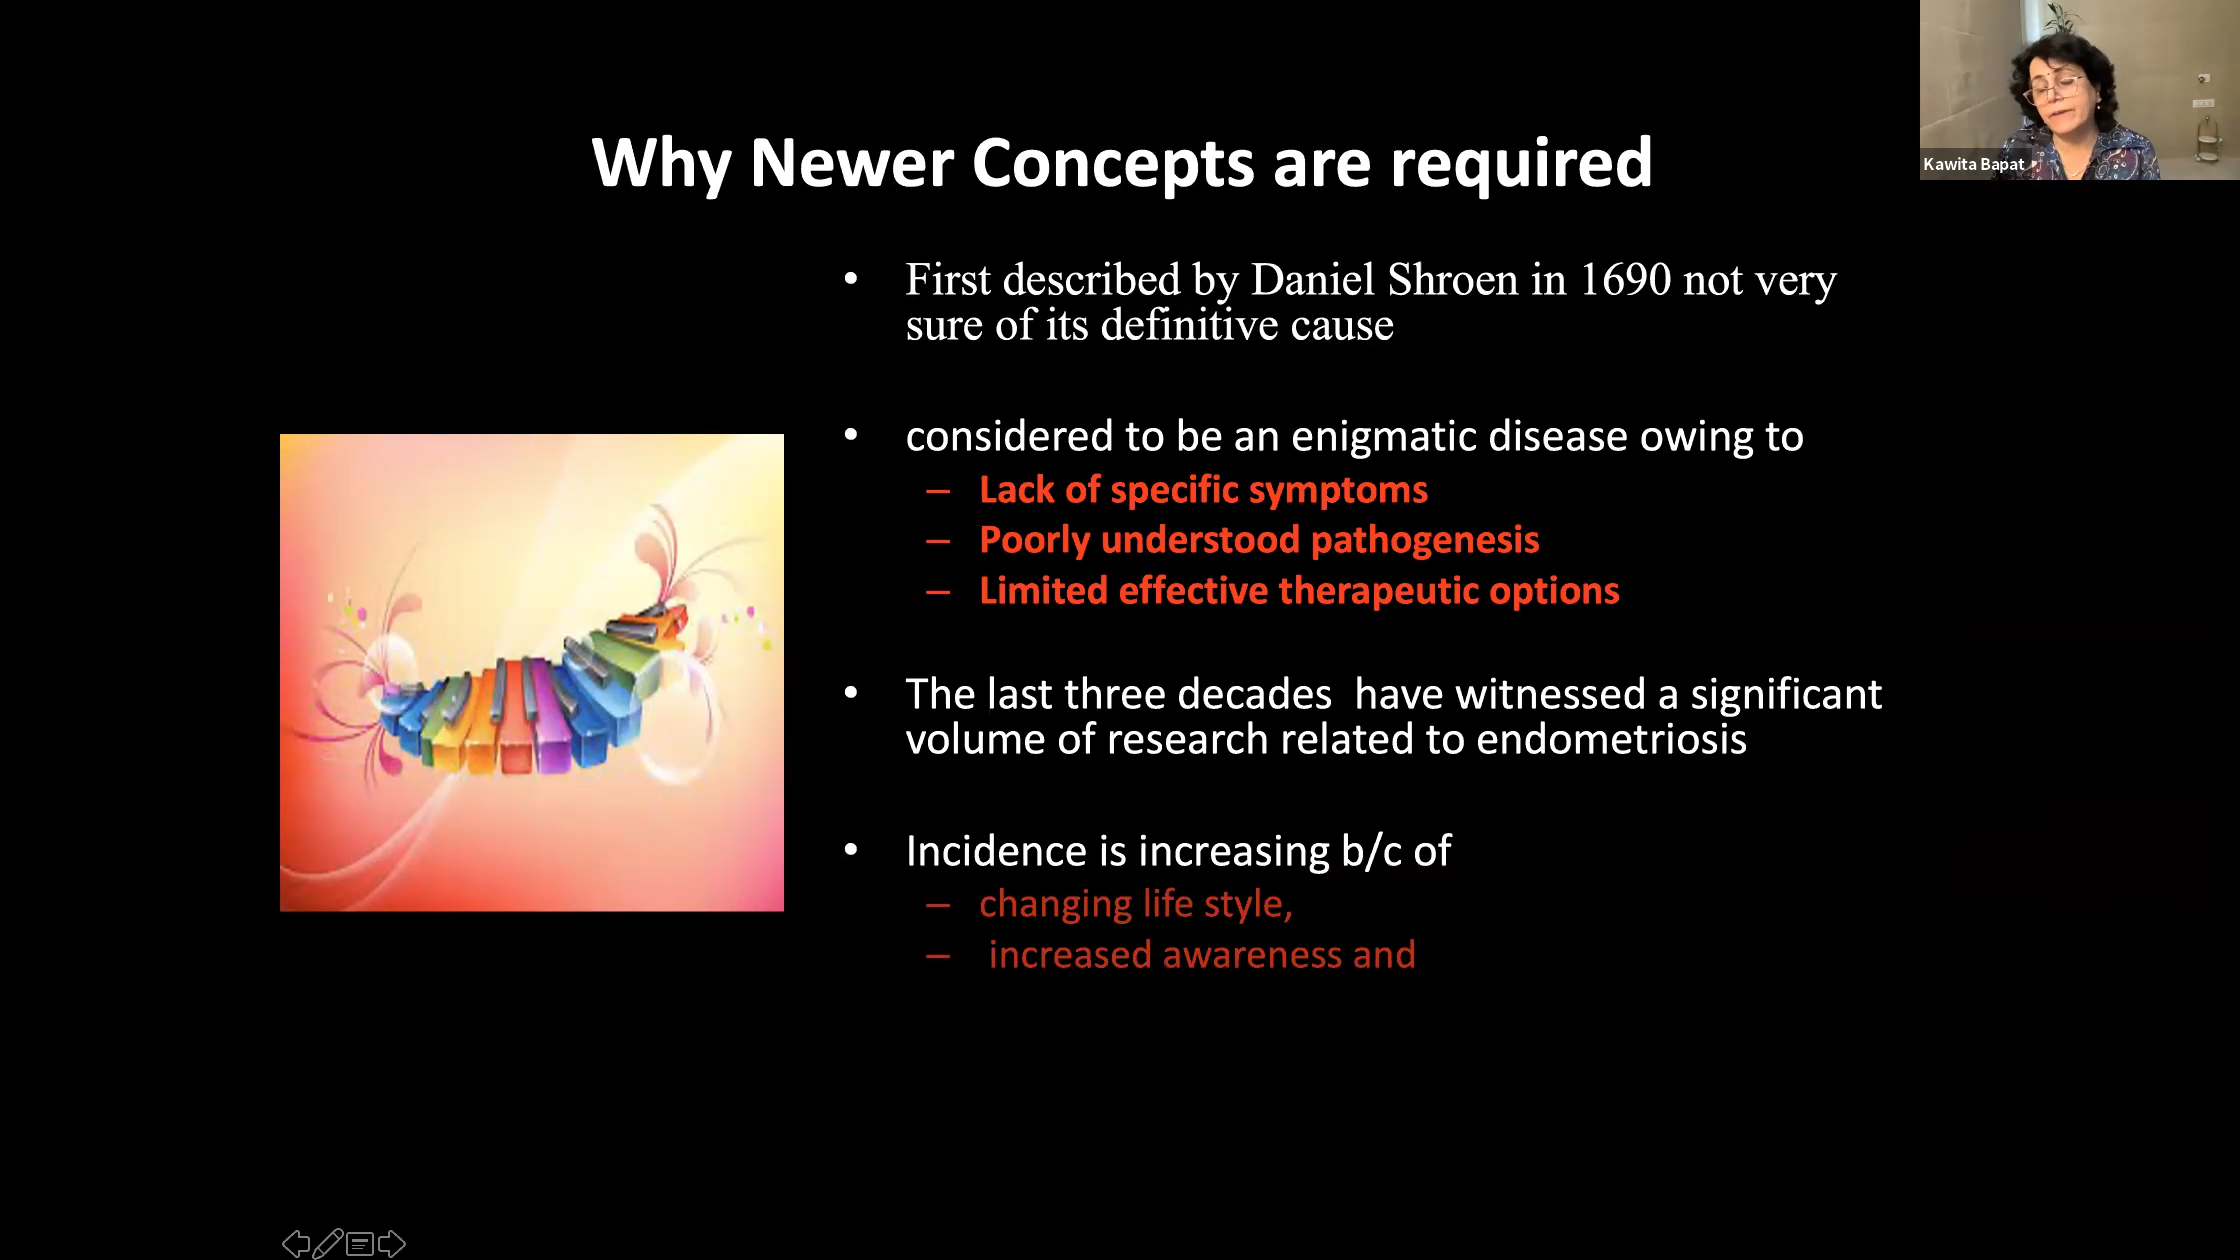 Why Newer Concepts are required
Kawita Bapat
• First described by Daniel Shroen in 1690 not very
sure of its definitive cause
• considered to be an enigmatic disease owing to
– Lack of specific symptoms
– Poorly understood pathogenesis
– Limited effective therapeutic options
• The last three decades have witnessed a significant
volume of research related to endometriosis
• Incidence is increasing b/c of
– changing life style,
– increased awareness and